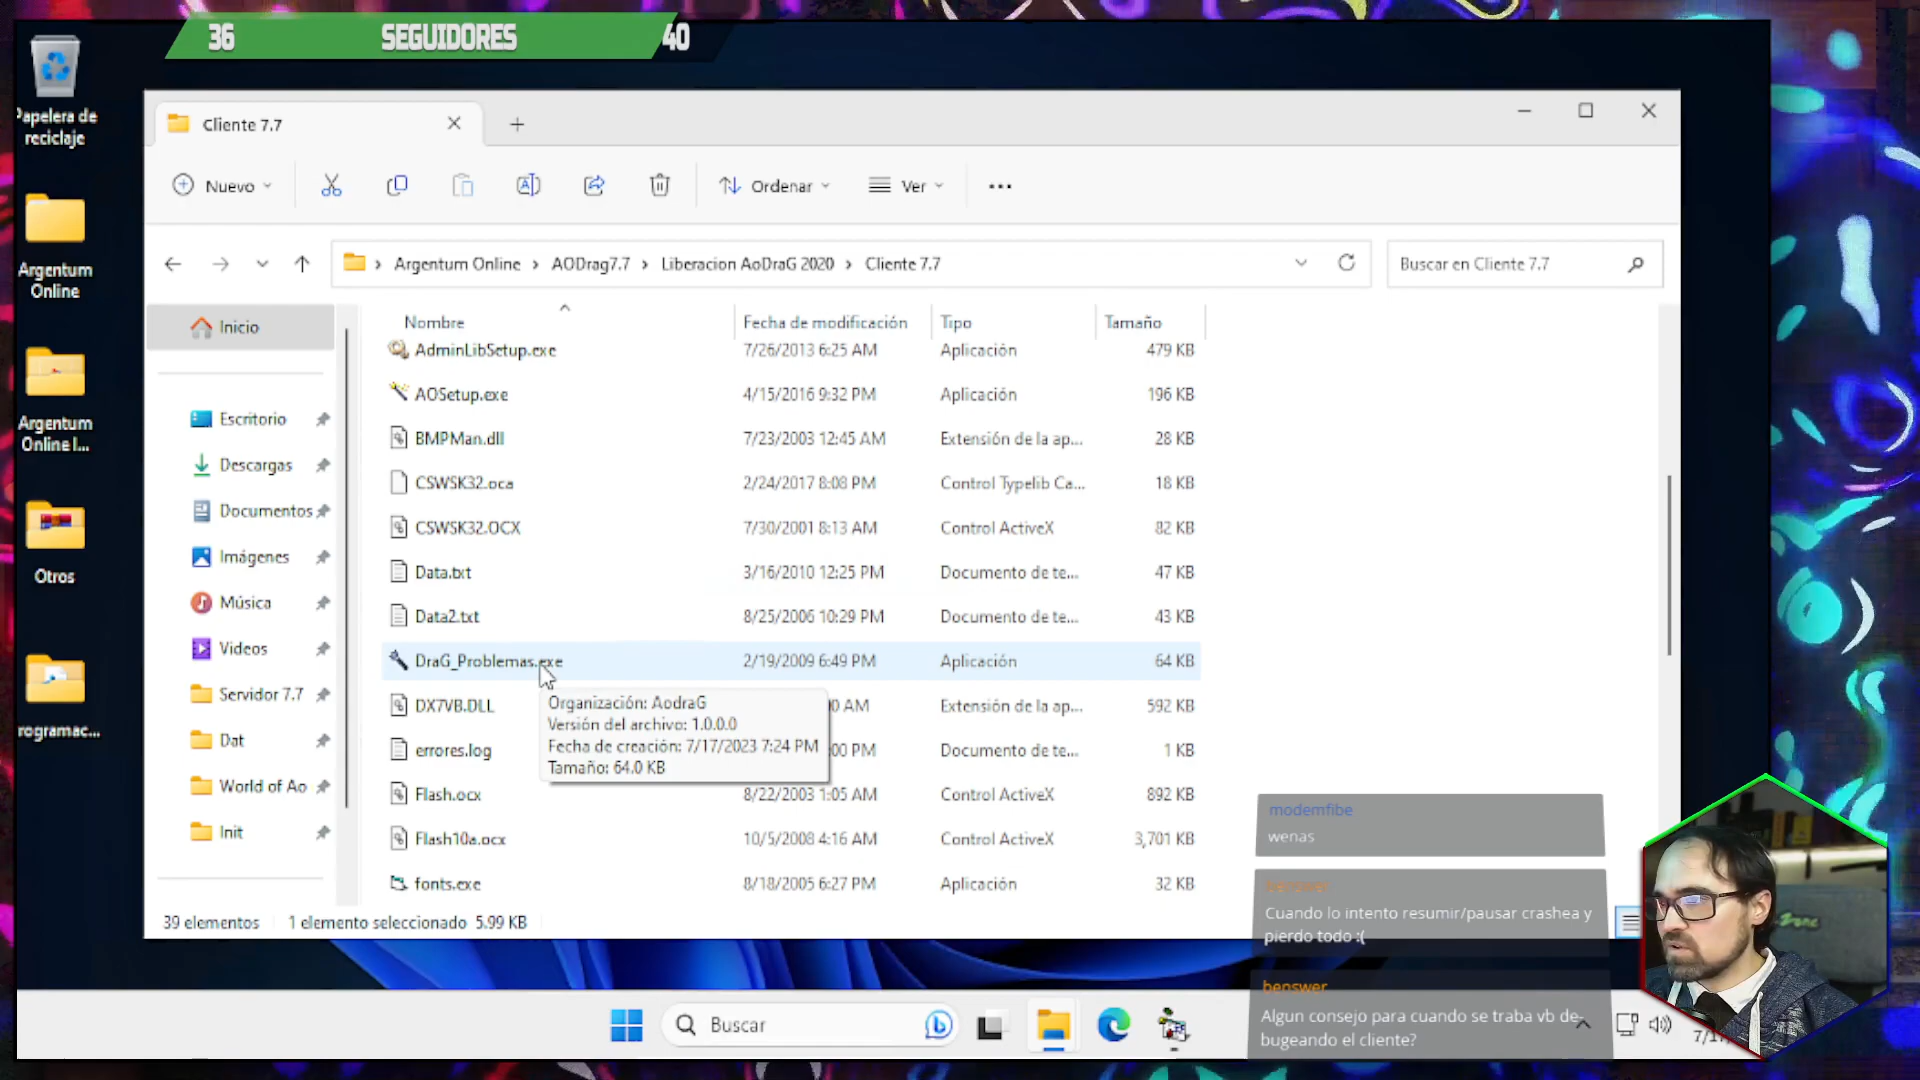 36 SEGUIDORES 40
Papelera de
reciclaje
Argentum
Online
Argentum
Online I...
Otros
rogramac...
Cliente 7.7
Nuevo
Ordenar
Ver
Argentum Online › AODrag7.7 › Liberacion AoDraG 2020 › Cliente 7.7
Buscar en Cliente 7.7
Inicio
Escritorio
Descargas
Documentos
Imágenes
Música
Videos
Servidor 7.7
Dat
World of Ao
Init
Nombre Fecha de modificación Tipo Tamaño
AdminLibSetup.exe 7/26/2013 6:25 AM Aplicación 479 KB
AOSetup.exe 4/15/2016 9:32 PM Aplicación 196 KB
BMPMan.dll 7/23/2003 12:45 AM Extensión de la ap... 28 KB
CSWSK32.oca 2/24/2017 8:08 PM Control Typelib Ca... 18 KB
CSWSK32.OCX 7/30/2001 8:13 AM Control ActiveX 82 KB
Data.txt 3/16/2010 12:25 PM Documento de te... 47 KB
Data2.txt 8/25/2006 10:29 PM Documento de te... 43 KB
DraG_Problemas.exe 2/19/2009 6:49 PM Aplicación 64 KB
DX7VB.DLL 0 AM Extensión de la ap... 592 KB
errores.log :00 PM Documento de te... 1 KB
Flash.ocx 8/22/2003 1:05 AM Control ActiveX 892 KB
Flash10a.ocx 10/5/2008 4:16 AM Control ActiveX 3,701 KB
fonts.exe 8/18/2005 6:27 PM Aplicación 32 KB
Organización: AodraG
Versión del archivo: 1.0.0.0
Fecha de creación: 7/17/2023 7:24 PM
Tamaño: 64.0 KB
39 elementos 1 elemento seleccionado 5.99 KB
modemfibe
wenas
benswer
Cuando lo intento resumir/pausar crashea y
pierdo todo :(
benswer
Algun consejo para cuando se traba vb de-
bugeando el cliente?
Buscar